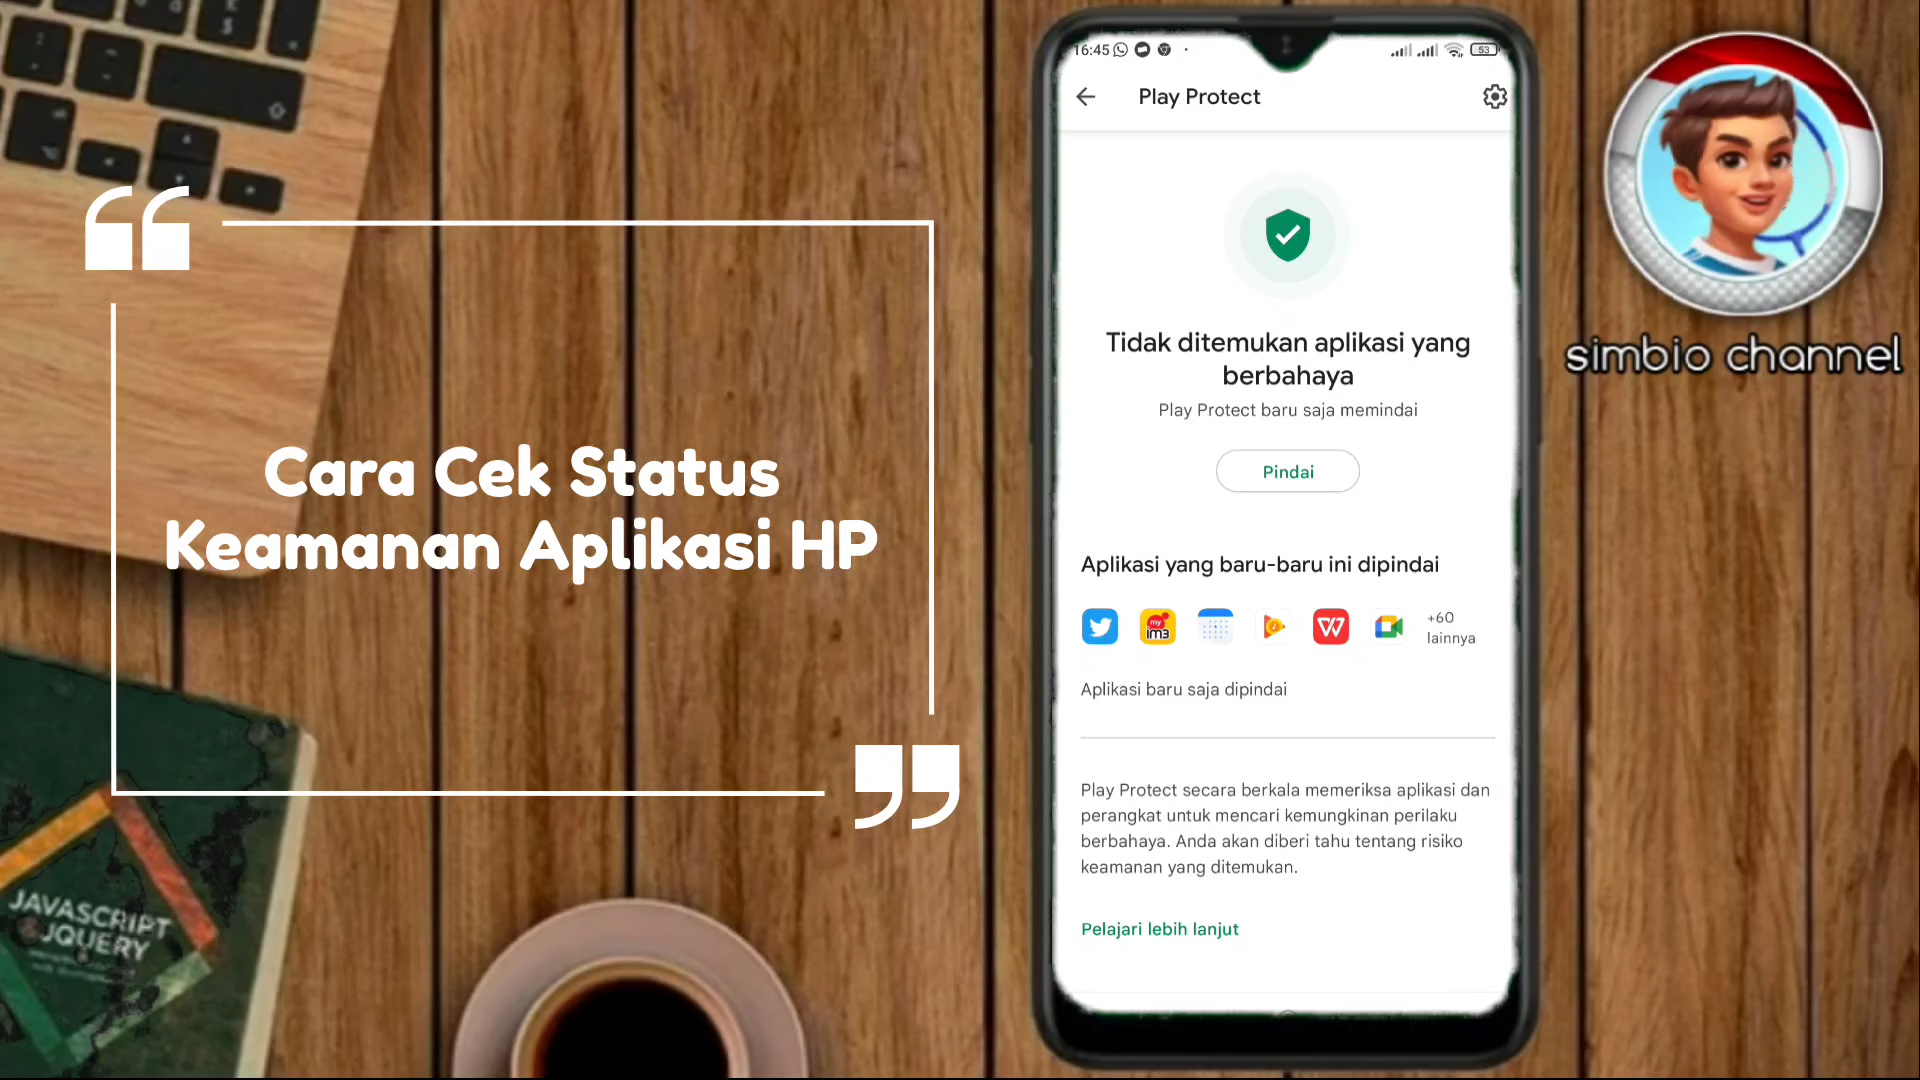 Cara Cek Status
Keamanan Aplikasi HP
JAVASCRIPT
& JQUERY
16:45
53
Play Protect
Tidak ditemukan aplikasi yang
berbahaya
Play Protect baru saja memindai
Pindai
Aplikasi yang baru-baru ini dipindai
my
im3
+60
lainnya
Aplikasi baru saja dipindai
Play Protect secara berkala memeriksa aplikasi dan
perangkat untuk mencari kemungkinan perilaku
berbahaya. Anda akan diberi tahu tentang risiko
keamanan yang ditemukan.
Pelajari lebih lanjut
simbio channel